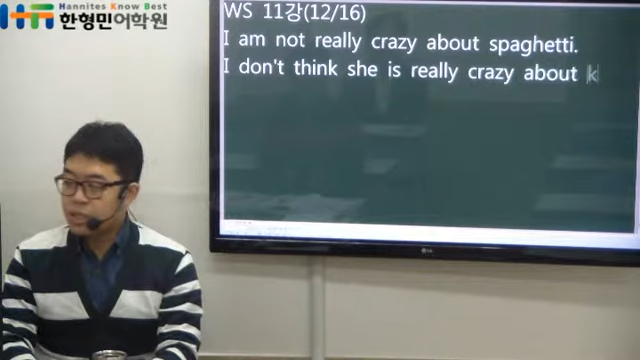 Hannites Know Best
한형민어학원
WS 11강(12/16)
I am not really crazy about spaghetti.
I don't think she is really crazy about k
LG